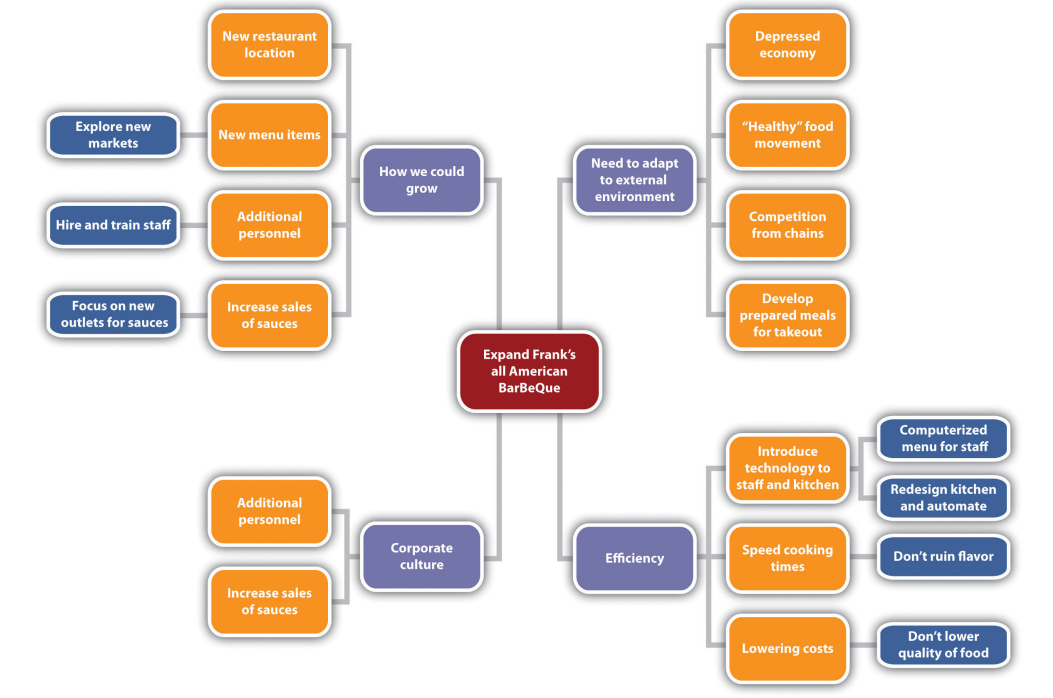 New restaurant
location
Explore new
markets
New menu items
How we could
grow
Hire and train staff
Additional
personnel
Focus on new
outlets for sauces
Increase sales
of sauces
Depressed
economy
“Healthy” food
movement
Need to adapt
to external
environment
Competition
from chains
Develop
prepared meals
for takeout
Expand Frank’s
all American
BarBeQue
Additional
personnel
Corporate
culture
Increase sales
of sauces
Introduce
technology to
staff and kitchen
Computerized
menu for staff
Redesign kitchen
and automate
Efficiency
Speed cooking
times
Don’t ruin flavor
Lowering costs
Don’t lower
quality of food